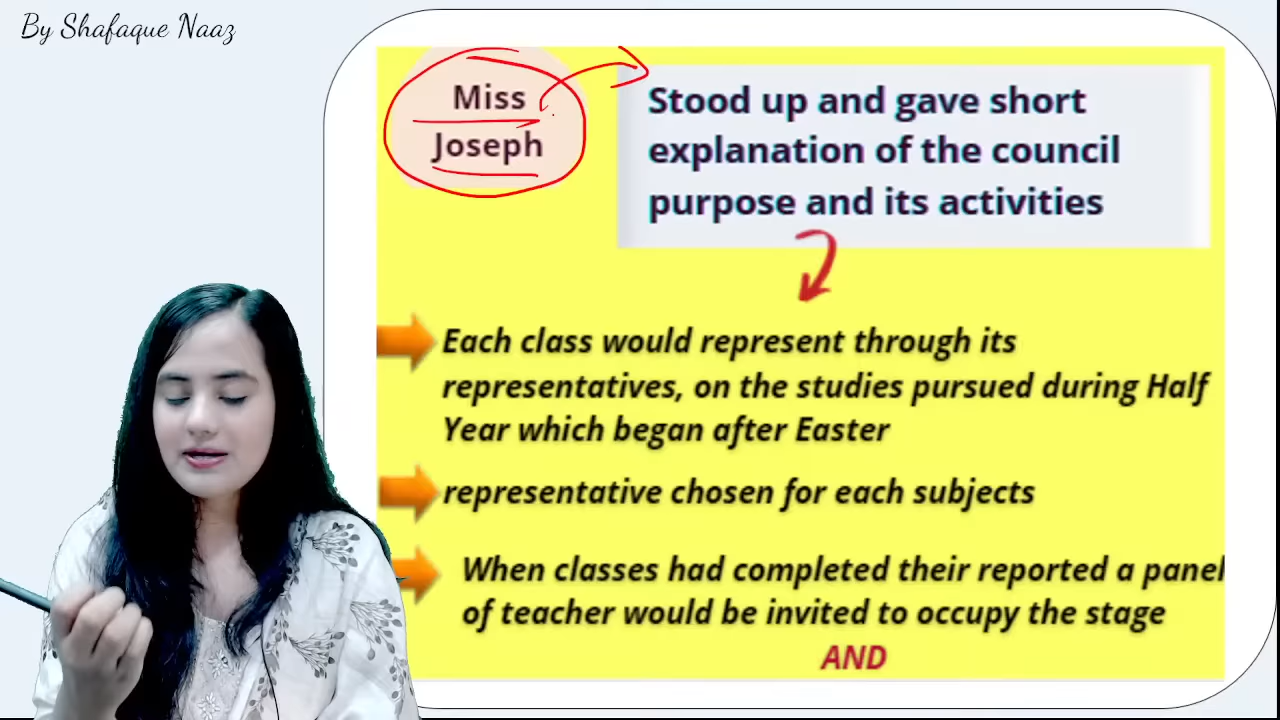 By Shafaque Naaz
Miss
Joseph
Stood up and gave short
explanation of the council
purpose and its activities
Each class would represent through its
representatives, on the studies pursued during Half
Year which began after Easter
representative chosen for each subjects
When classes had completed their reported a panel
of teacher would be invited to occupy the stage
AND